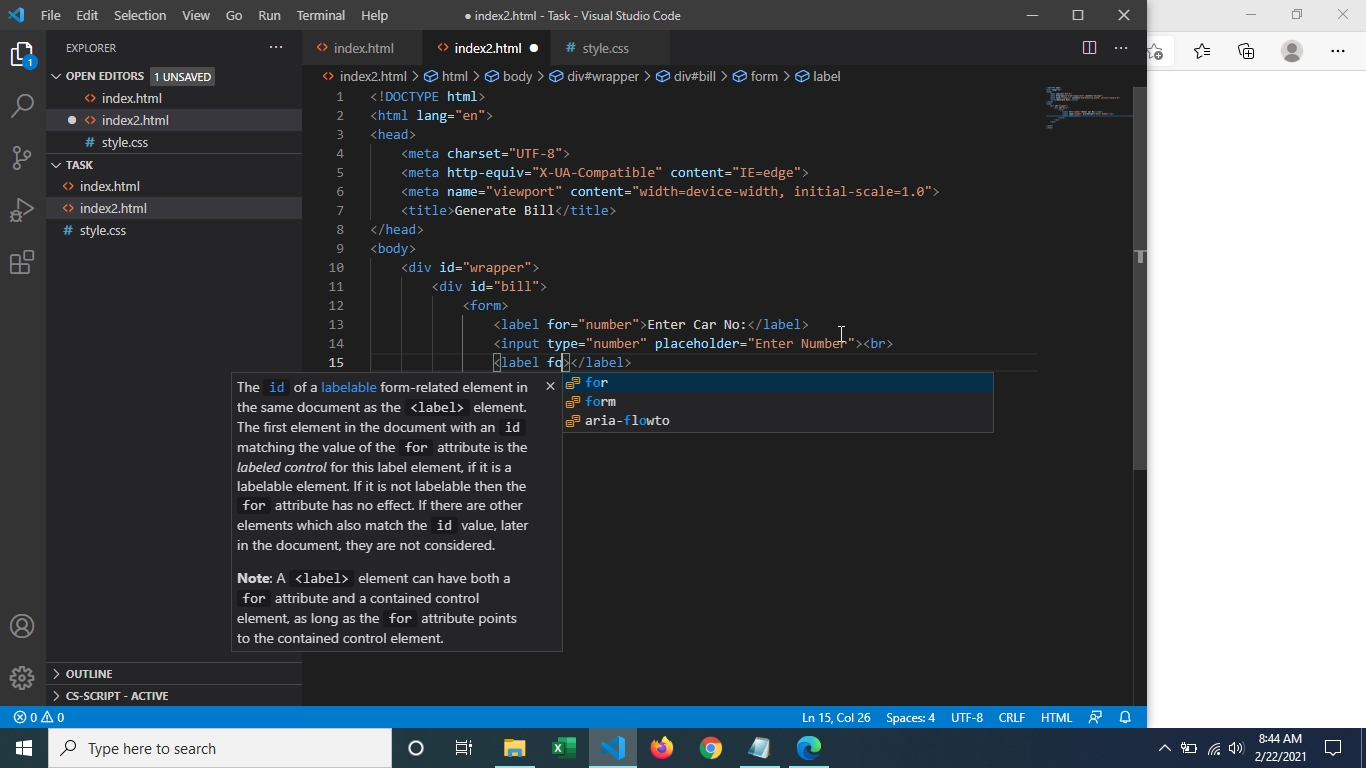 File Edit Selection View Go Run Terminal Help
● index2.html - Task - Visual Studio Code
EXPLORER
OPEN EDITORS 1 UNSAVED
index.html
index2.html
style.css
TASK
index.html
index2.html
style.css
OUTLINE
CS-SCRIPT - ACTIVE
1
index.html index2.html style.css
index2.html > html > body > div#wrapper > div#bill > form > label
1 <!DOCTYPE html>
2 <html lang="en">
3 <head>
4 <meta charset="UTF-8">
5 <meta http-equiv="X-UA-Compatible" content="IE=edge">
6 <meta name="viewport" content="width=device-width, initial-scale=1.0">
7 <title>Generate Bill</title>
8 </head>
9 <body>
10 <div id="wrapper">
11 <div id="bill">
12 <form>
13 <label for="number">Enter Car No:</label>
14 <input type="number" placeholder="Enter Number"><br>
15 <label fo></label>
for
form
aria-flowto
The id of a labelable form-related element in
the same document as the <label> element.
The first element in the document with an id
matching the value of the for attribute is the
labeled control for this label element, if it is a
labelable element. If it is not labelable then the
for attribute has no effect. If there are other
elements which also match the id value, later
in the document, they are not considered.
Note: A <label> element can have both a
for attribute and a contained control
element, as long as the for attribute points
to the contained control element.
0 0
Ln 15, Col 26 Spaces: 4 UTF-8 CRLF HTML
Type here to search
8:44 AM
2/22/2021